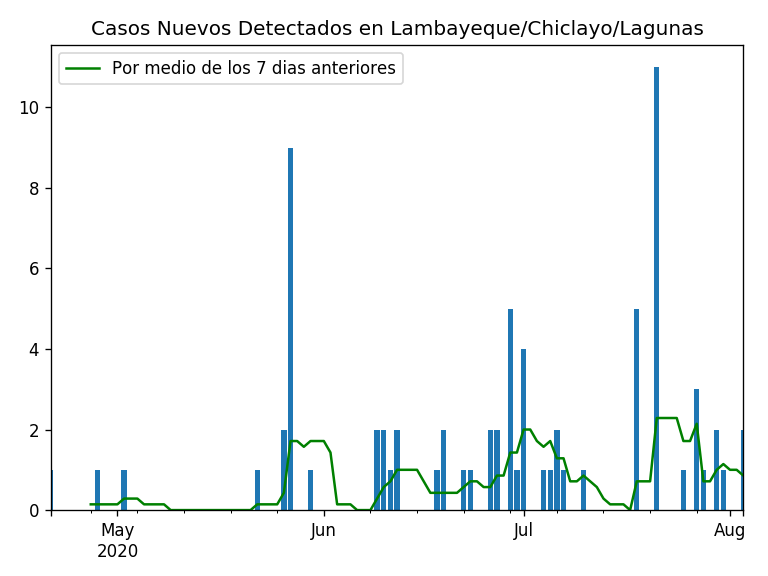 Casos Nuevos Detectados en Lambayeque/Chiclayo/Lagunas
Por medio de los 7 dias anteriores
10
8
6
4
2
0
May Jun Jul Aug
2020